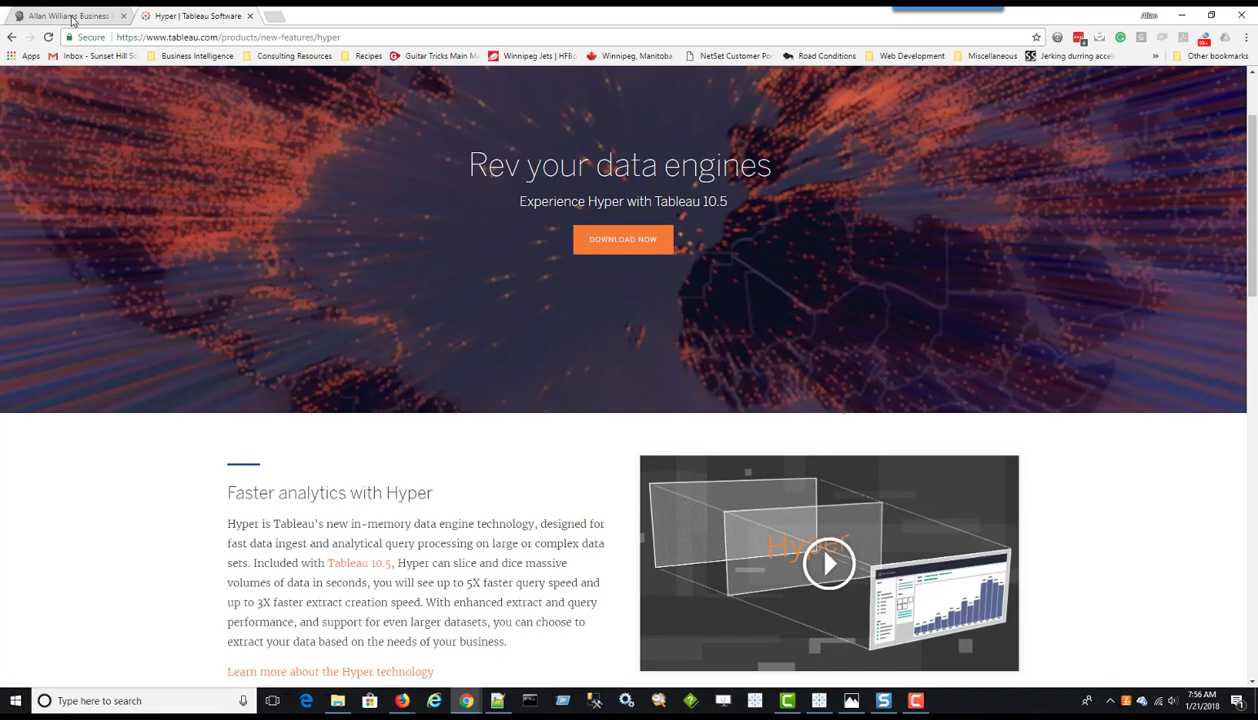 Allan Williams Business
Hyper | Tableau Software
Allan
Secure
https://www.tableau.com/products/new-features/hyper
Apps
Inbox - Sunset Hill
Business Intelligence
Consulting Resources
Recipes
Guitar Tricks Main M
Winnipeg Jets | HFBo
Winnipeg, Manitoba
NetSet Customer Po
Road Conditions
Web Development
Miscellaneous
Jerking durring acce
»
Other bookmarks
Rev your data engines
Experience Hyper with Tableau 10.5
DOWNLOAD NOW
Faster analytics with Hyper
Hyper is Tableau's new in-memory data engine technology, designed for
fast data ingest and analytical query processing on large or complex data
sets. Included with Tableau 10.5, Hyper can slice and dice massive
volumes of data in seconds, you will see up to 5X faster query speed and
up to 3X faster extract creation speed. With enhanced extract and query
performance, and support for even larger datasets, you can choose to
extract your data based on the needs of your business.
Learn more about the Hyper technology
Hyper
Type here to search
7:56 AM
1/21/2018